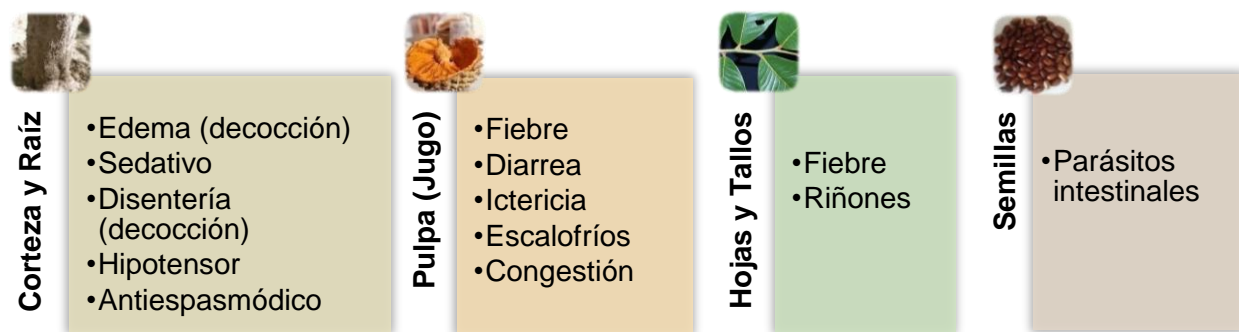 Corteza y Raíz
•Edema (decocción)
•Sedativo
•Disentería
(decocción)
•Hipotensor
•Antiespasmódico
Pulpa (Jugo)
•Fiebre
•Diarrea
•Ictericia
•Escalofríos
•Congestión
Hojas y Tallos
•Fiebre
•Riñones
Semillas
•Parásitos
intestinales